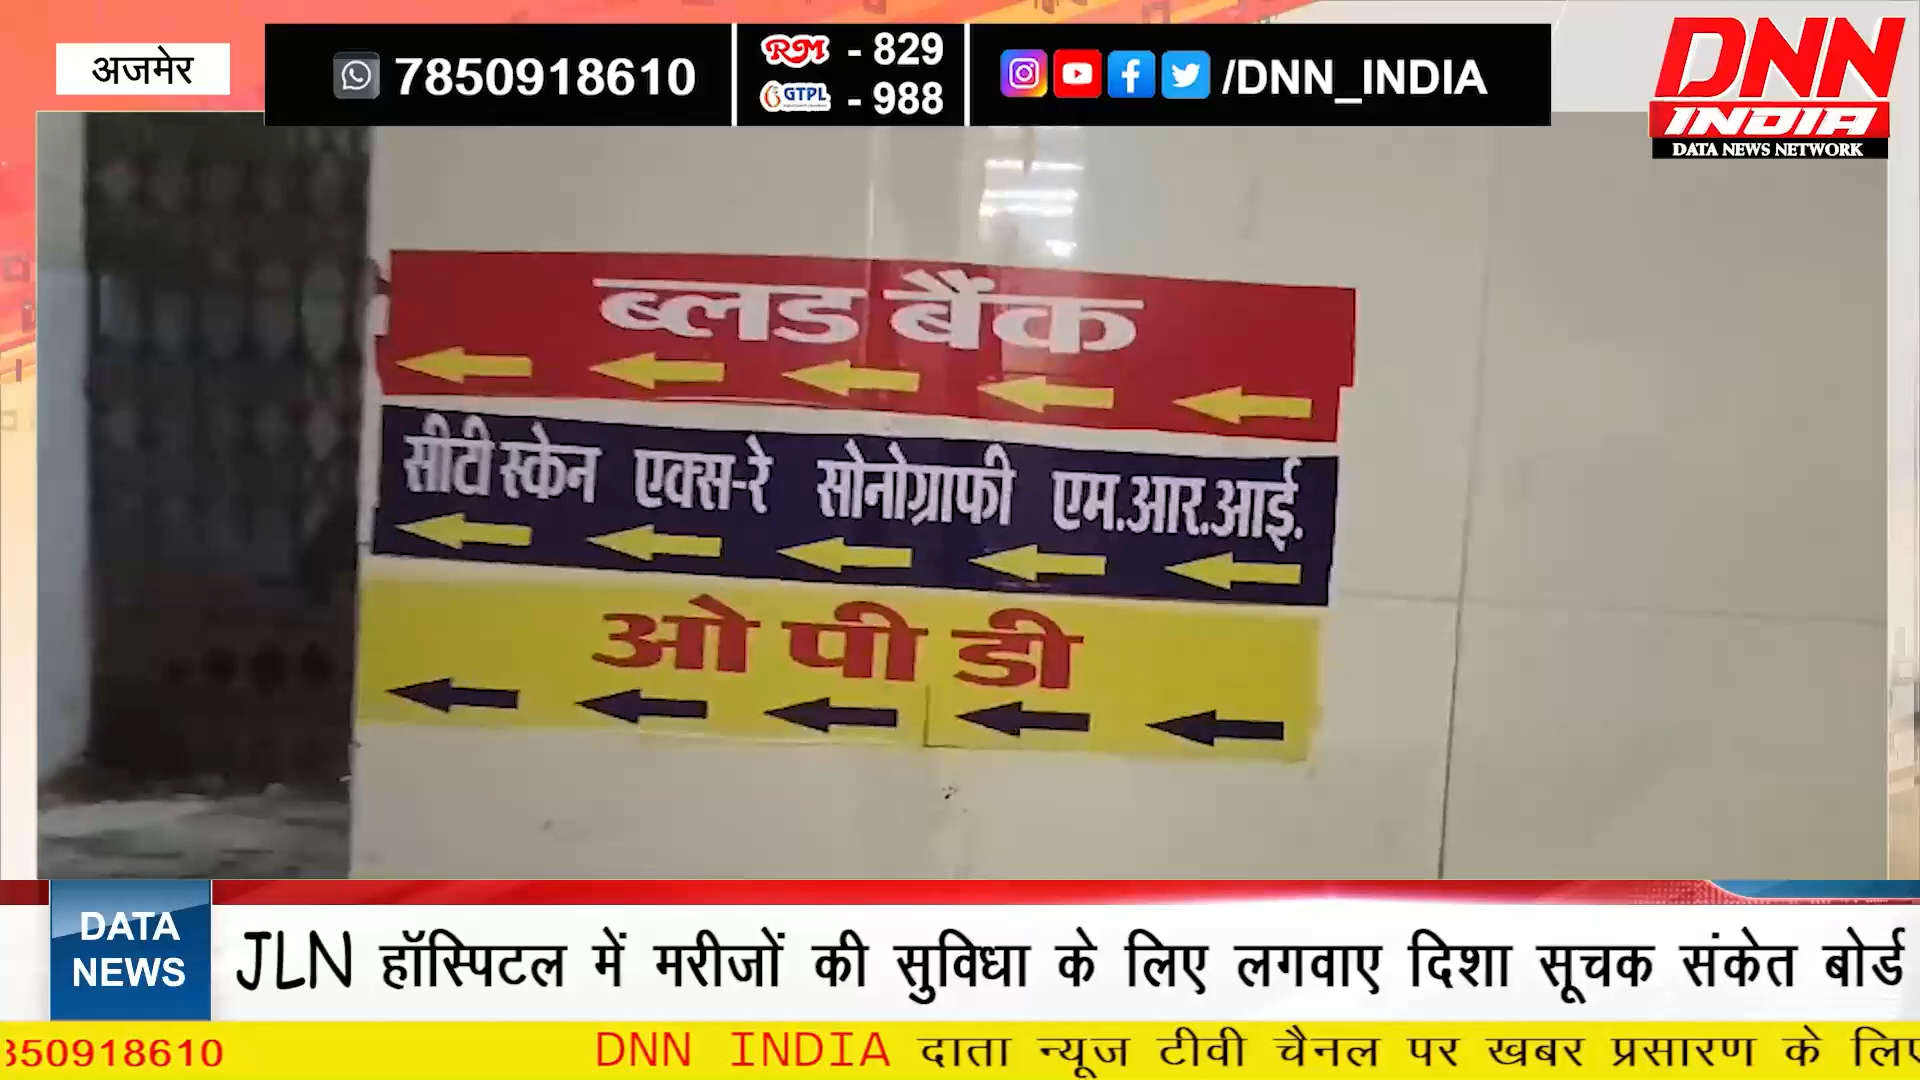 अजमेर
7850918610
RM - 829
GTPL - 988
/DNN_INDIA
DNN
INDIA
DATA NEWS NETWORK
ब्लड बैंक
सीटी स्केन एक्स-रे सोनोग्राफी एम.आर.आई.
ओ पी डी
DATA
NEWS
JLN हॉस्पिटल में मरीजों की सुविधा के लिए लगवाए दिशा सूचक संकेत बोर्ड
850918610 DNN INDIA दाता न्यूज टीवी चैनल पर खबर प्रसारण के लिए